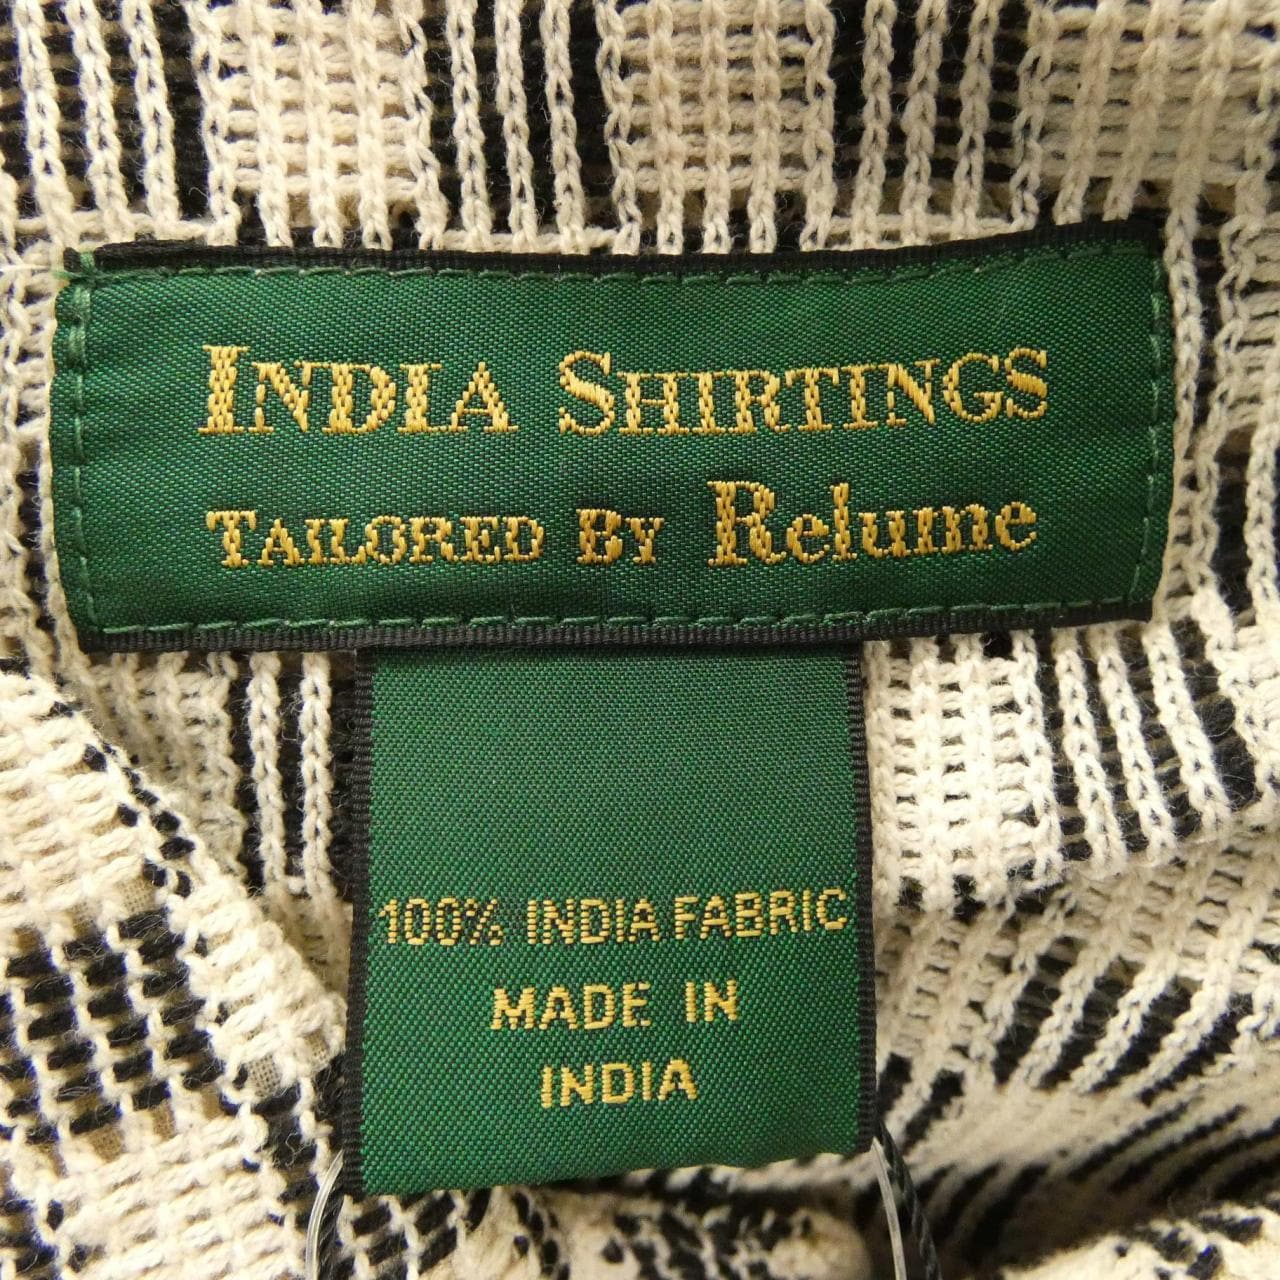 INDIA SHIRTINGS
TAILORED BY Relume
100% INDIA FABRIC
MADE IN
INDIA